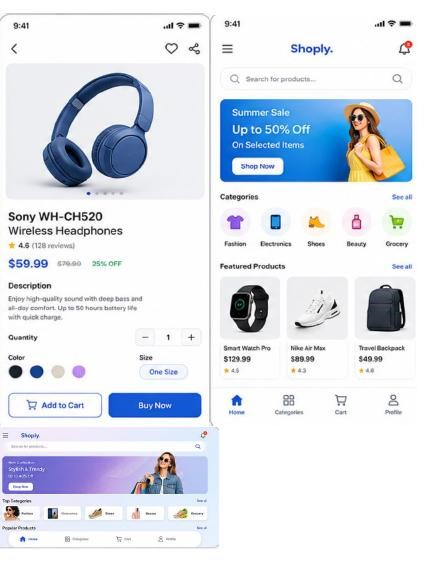 9:41
Sony WH-CH520
Wireless Headphones
4.6 (128 reviews)
$59.99 $79.90 25% OFF
Description
Enjoy high-quality sound with deep bass and
all-day comfort. Up to 50 hours battery life
with quick charge.
Quantity
1
Color
Size
One Size
Add to Cart
Buy Now
9:41
Shoply.
Search for products...
Summer Sale
Up to 50% Off
On Selected Items
Shop Now
Categories
See all
Fashion Electronics Shoes Beauty Grocery
Featured Products
See all
Smart Watch Pro Nike Air Max Travel Backpack
$129.99 $89.99 $49.99
4.5 4.3 4.6
Home Categories Cart Profile
Shoply.
Search for products...
Stylish & Trendy
Shop Now
Top Categories
See all
Fashion Electronics Shoes Beauty Grocery
Popular Products
See all
Home Categories Cart Profile